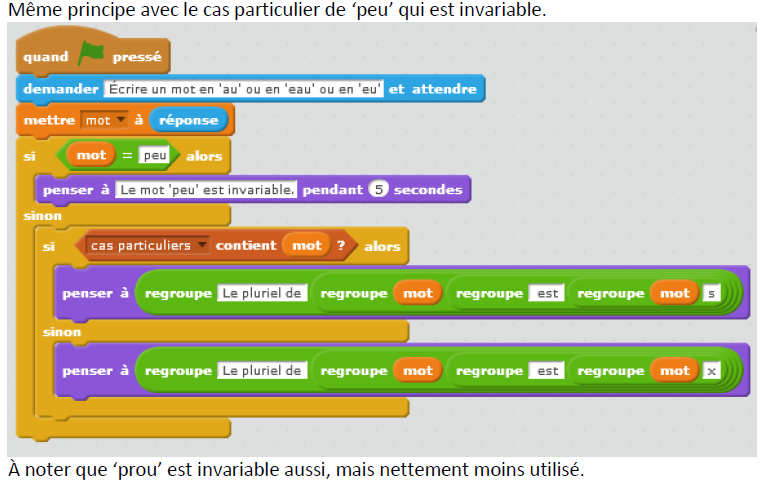 Même principe avec le cas particulier de ‘peu’ qui est invariable.
quand pressé
demander Écrire un mot en 'au' ou en 'eau' ou en 'eu' et attendre
mettre mot à réponse
si mot = peu alors
penser à Le mot 'peu' est invariable. pendant 5 secondes
sinon
si cas particuliers contient mot ? alors
penser à regroupe Le pluriel de regroupe mot regroupe est regroupe mot s
sinon
penser à regroupe Le pluriel de regroupe mot regroupe est regroupe mot x
À noter que ‘prou’ est invariable aussi, mais nettement moins utilisé.